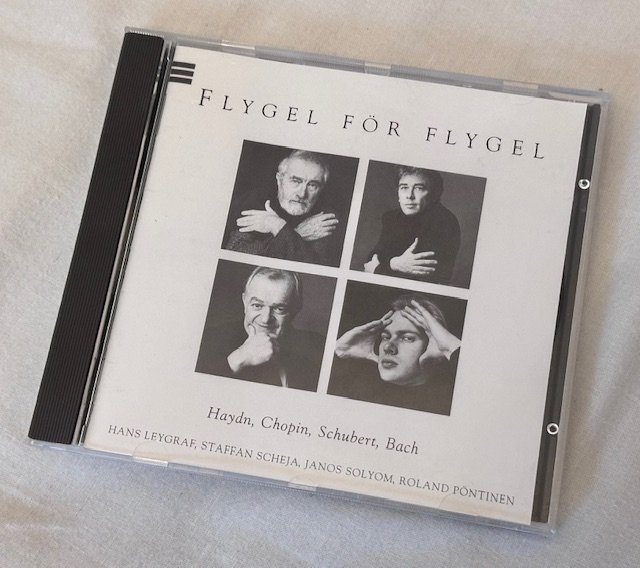 FLYGEL FÖR FLYGEL
Haydn, Chopin, Schubert, Bach
HANS LEYGRAF, STAFFAN SCHEJA, JANOS SOLYOM, ROLAND PÖNTINEN